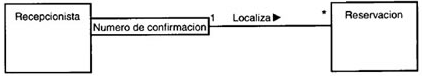 Recepcionista
Numero de confirmacion
1
Localiza ▶
*
Reservacion